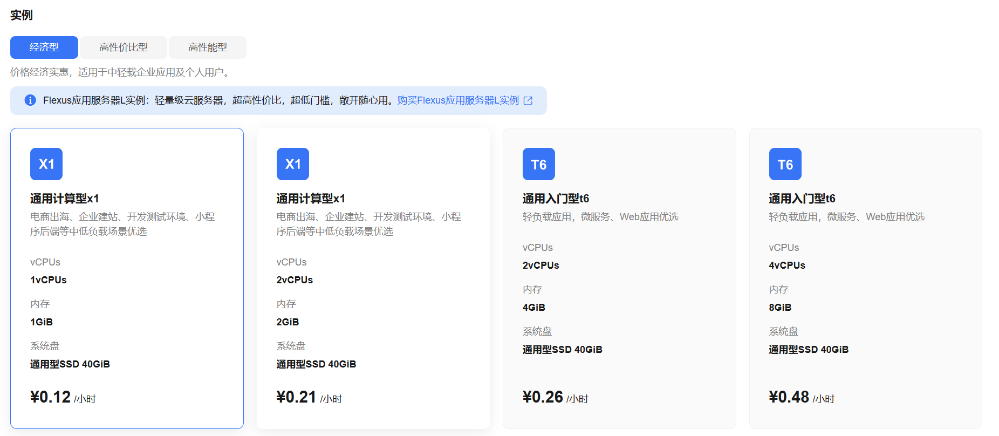 实例
经济型
高性价比型
高性能型
价格经济实惠，适用于中轻载企业应用及个人用户。
Flexus应用服务器L实例：轻量级云服务器，超高性价比，超低门槛，敞开随心用。购买Flexus应用服务器L实例
X1
通用计算型x1
电商出海、企业建站、开发测试环境、小程
序后端等中低负载场景优选
vCPUs
1vCPUs
内存
1GiB
系统盘
通用型SSD 40GiB
¥0.12 /小时
X1
通用计算型x1
电商出海、企业建站、开发测试环境、小程
序后端等中低负载场景优选
vCPUs
2vCPUs
内存
2GiB
系统盘
通用型SSD 40GiB
¥0.21 /小时
T6
通用入门型t6
轻负载应用，微服务、Web应用优选
vCPUs
2vCPUs
内存
4GiB
系统盘
通用型SSD 40GiB
¥0.26 /小时
T6
通用入门型t6
轻负载应用，微服务、Web应用优选
vCPUs
4vCPUs
内存
8GiB
系统盘
通用型SSD 40GiB
¥0.48 /小时